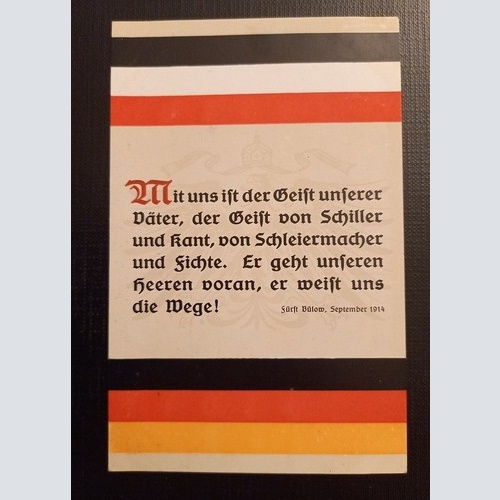 Mit uns ist der Geist unserer
Väter, der Geist von Schiller
und Kant, von Schleiermacher
und Fichte. Er geht unseren
Heeren voran, er weist uns
die Wege!
Fürst Bülow, September 1914